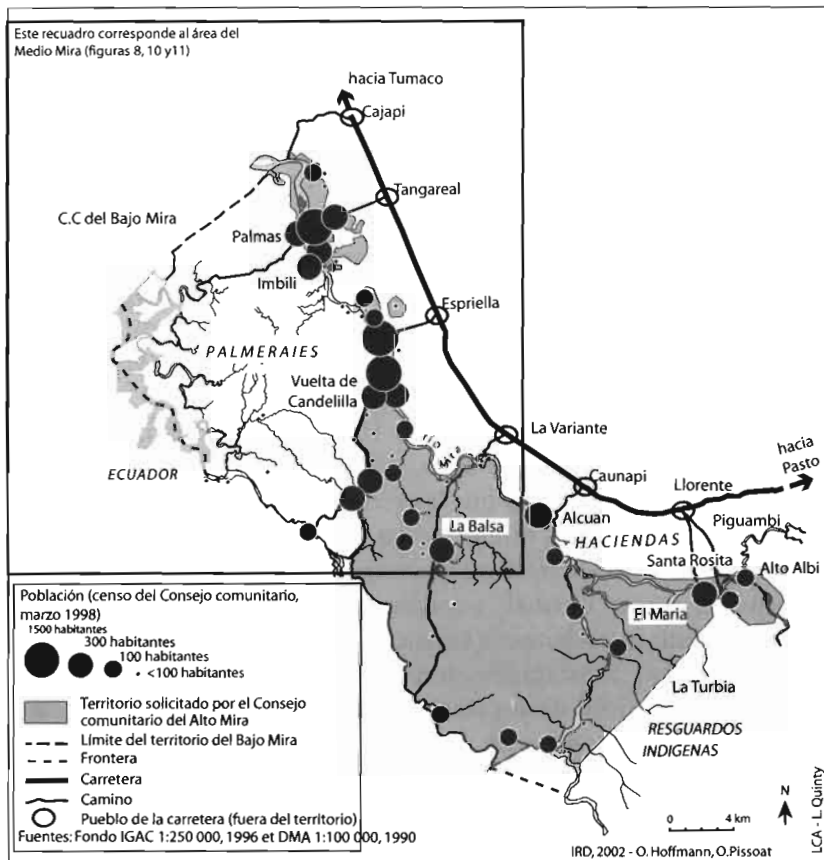 Este recuadro corresponde al área del
Medio Mira (figuras 8, 10 y11)
hacia Tumaco
Cajapi
Tangareal
C.C del Bajo Mira
Palmas
Imbili
Espriella
PALMERAIES
Vuelta de
Candelilla
río Mira
La Variante
hacia
Pasto
ECUADOR
Caunapi
Llorente
Piguambi
La Balsa
Alcuan
HACIENDAS
Santa Rosita
Alto Albi
El Maria
La Turbia
RESGUARDOS
INDIGENAS
Población (censo del Consejo comunitario,
marzo 1998)
1500 habitantes
300 habitantes
100 habitantes
<100 habitantes
Territorio solicitado por el Consejo
comunitario del Alto Mira
Límite del territorio del Bajo Mira
Frontera
Carretera
Camino
Pueblo de la carretera (fuera del territorio)
Fuentes: Fondo IGAC 1:250 000, 1996 et DMA 1:100 000, 1990
N
0 4 km
IRD, 2002 - O. Hoffmann, O.Pissoat
LCA - L. Quinty